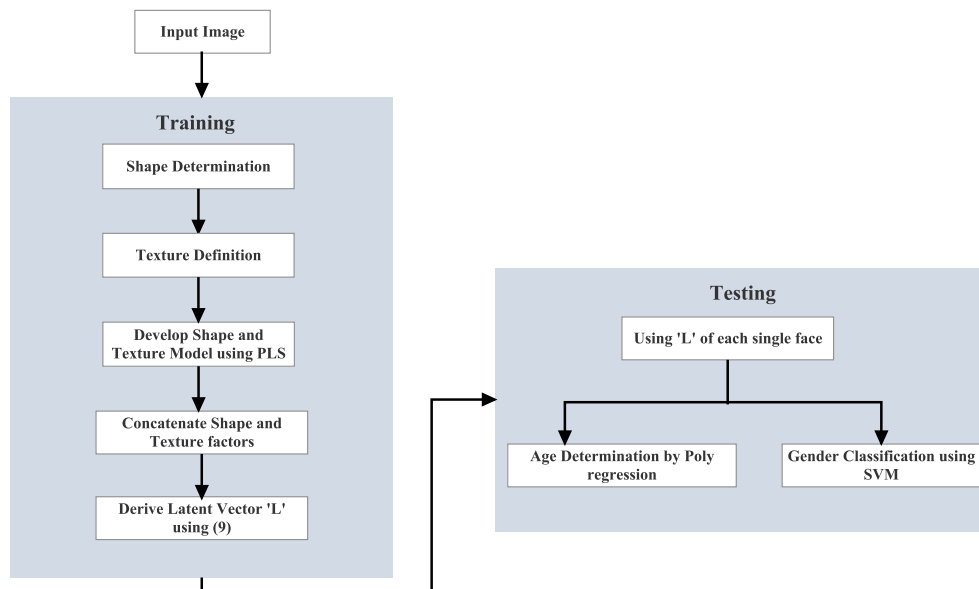 Input Image
Training
Shape Determination
Texture Definition
Develop Shape and
Texture Model using PLS
Concatenate Shape and
Texture factors
Derive Latent Vector 'L'
using (9)
Testing
Using 'L' of each single face
Age Determination by Poly
regression
Gender Classification using
SVM